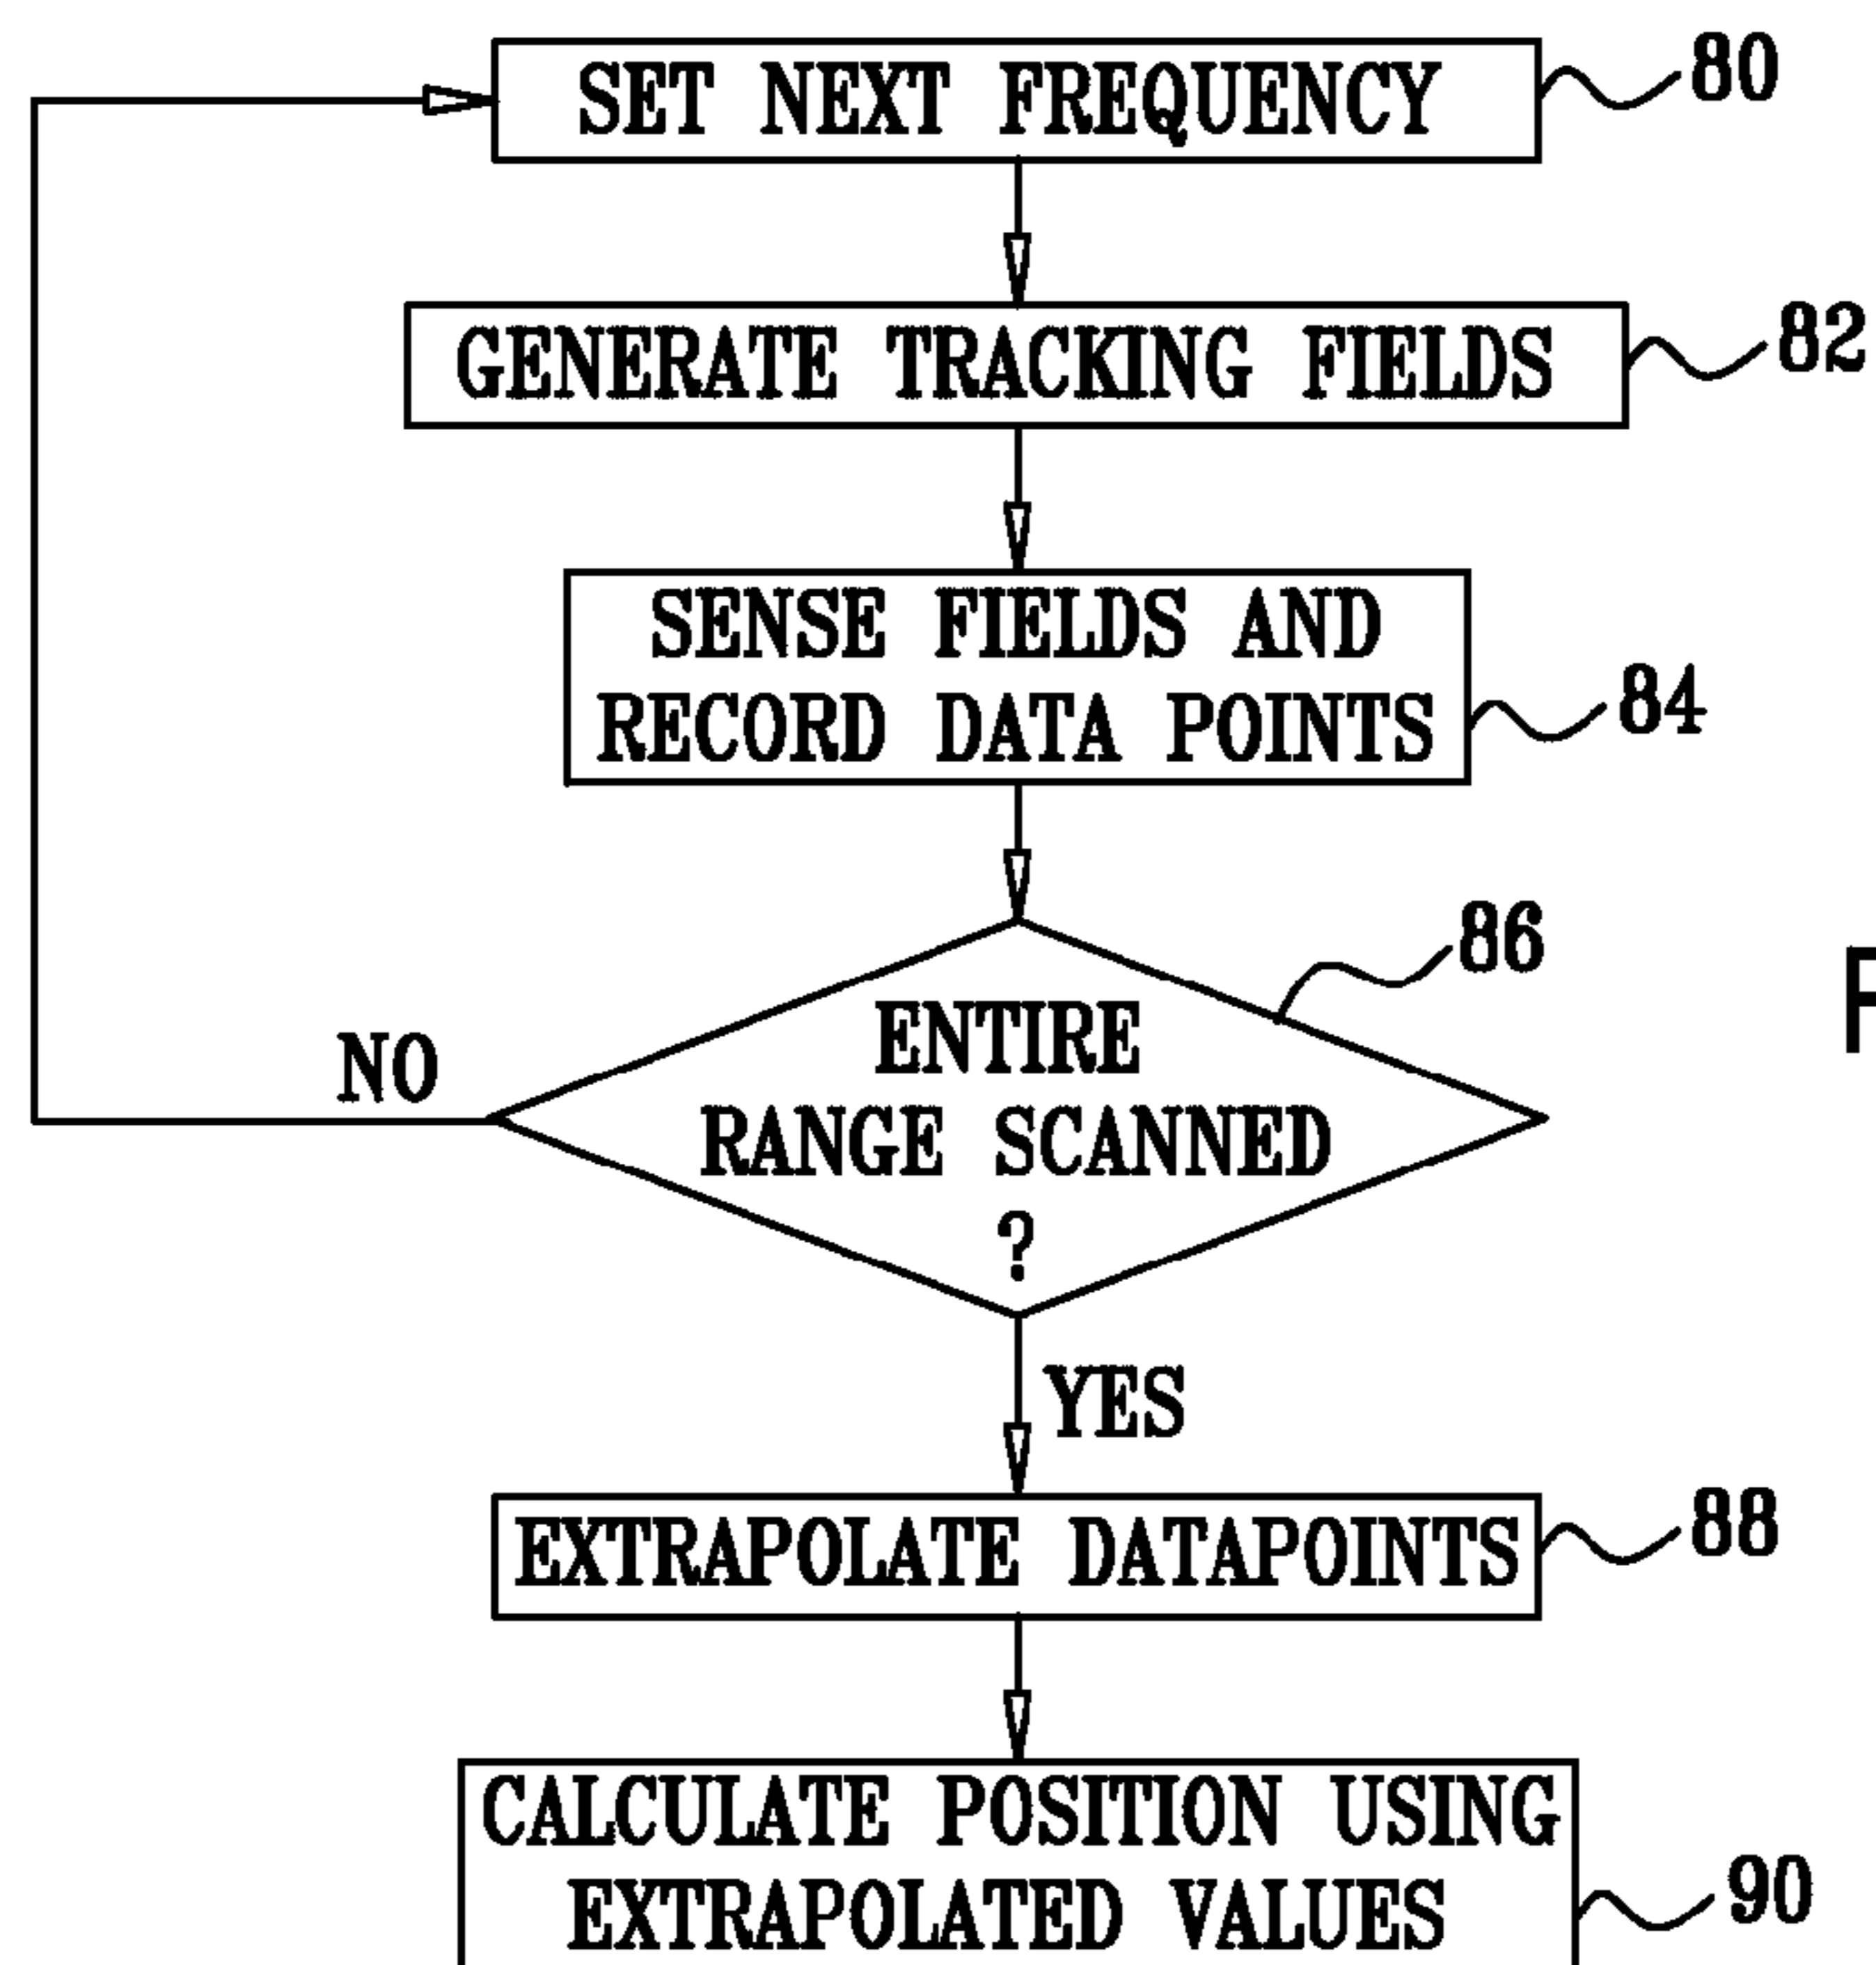 SET NEXT FREQUENCY
80
GENERATE TRACKING FIELDS
82
SENSE FIELDS AND
RECORD DATA POINTS
84
86
ENTIRE
RANGE SCANNED
?
NO
YES
EXTRAPOLATE DATAPOINTS
88
CALCULATE POSITION USING
EXTRAPOLATED VALUES
90